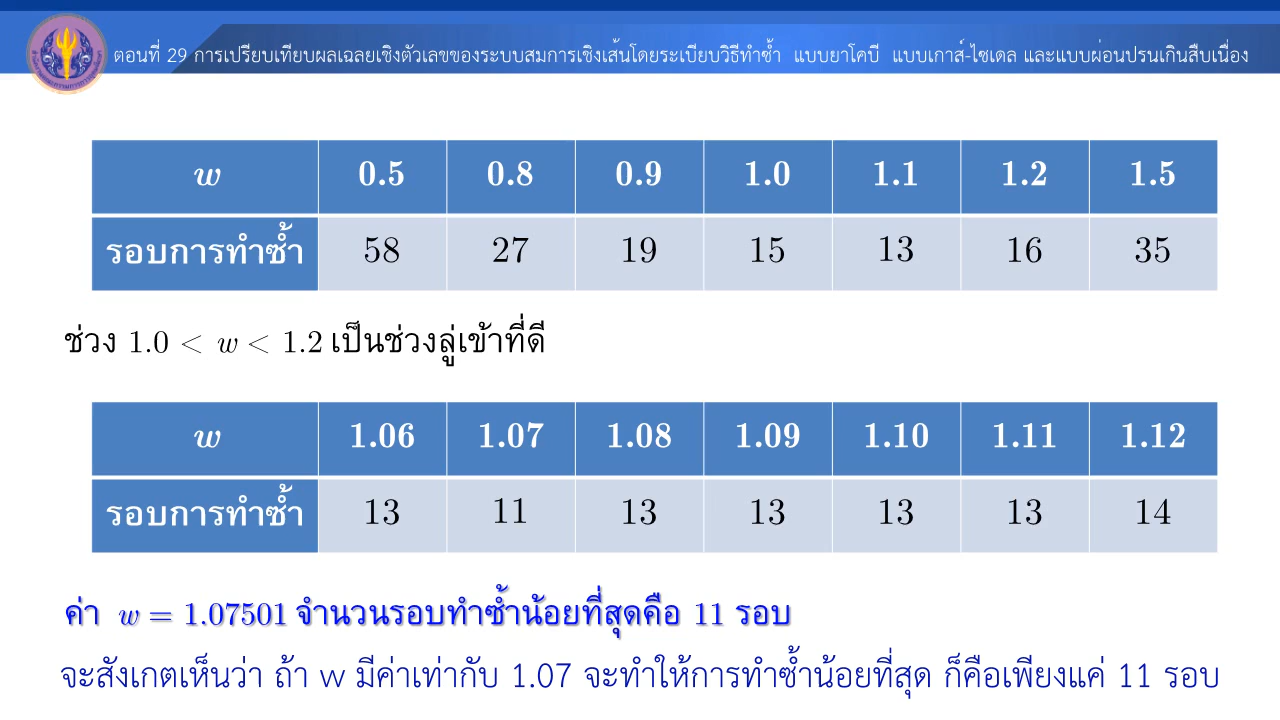 ตอนที่ 29 การเปรียบเทียบผลเฉลยเชิงตัวเลขของระบบสมการเชิงเส้นโดยระเบียบวิธีทำซ้ำ แบบยาโคบี แบบเกาส์-ไซเดล และแบบผ่อนปรนเกินสืบเนื่อง
w 0.5 0.8 0.9 1.0 1.1 1.2 1.5
รอบการทำซ้ำ 58 27 19 15 13 16 35
ช่วง 1.0 < w < 1.2 เป็นช่วงลู่เข้าที่ดี
w 1.06 1.07 1.08 1.09 1.10 1.11 1.12
รอบการทำซ้ำ 13 11 13 13 13 13 14
ค่า w = 1.07501 จำนวนรอบทำซ้ำน้อยที่สุดคือ 11 รอบ
จะสังเกตเห็นว่า ถ้า w มีค่าเท่ากับ 1.07 จะทำให้การทำซ้ำน้อยที่สุด ก็คือเพียงแค่ 11 รอบ